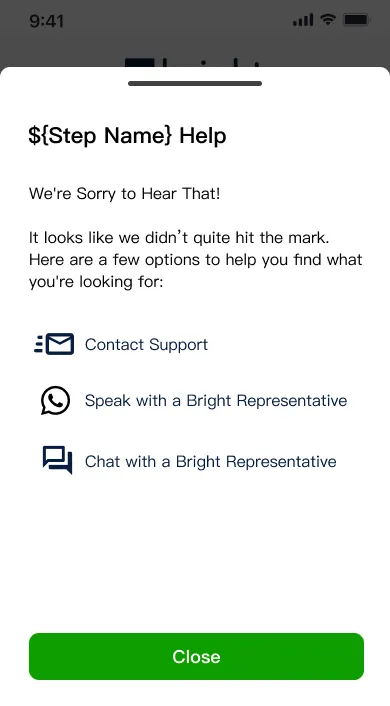 9:41
${Step Name} Help
We're Sorry to Hear That!
It looks like we didn't quite hit the mark.
Here are a few options to help you find what
you're looking for:
Contact Support
Speak with a Bright Representative
Chat with a Bright Representative
Close